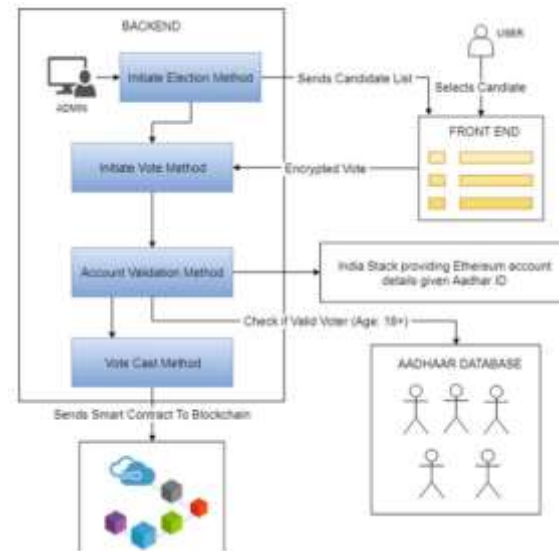 BACKEND
USER
ADMIN
Initiate Election Method
Sends Candidate List
Selects Candiate
FRONT END
Initiate Vote Method
Encrypted Vote
Account Validation Method
India Stack providing Ethereum account
details given Aadhar ID
Check if Valid Voter (Age: 18+)
Vote Cast Method
AADHAAR DATABASE
Sends Smart Contract To Blockchain